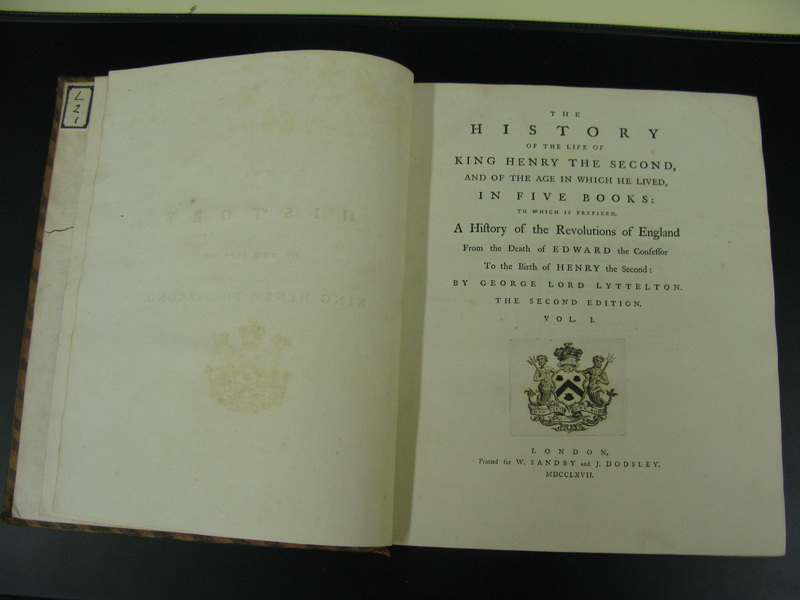 L
2
1
THE
HISTORY
OF THE LIFE OF
KING HENRY THE SECOND,
AND OF THE AGE IN WHICH HE LIVED,
IN FIVE BOOKS:
TO WHICH IS PREFIXED,
A Hiſtory of the Revolutions of England
From the Death of EDWARD the Confeſſor
To the Birth of HENRY the Second:
BY GEORGE LORD LYTTELTON.
THE SECOND EDITION.
VOL. I.
LONDON,
Printed for W. SANDBY and J. DODSLEY.
MDCCLXVII.